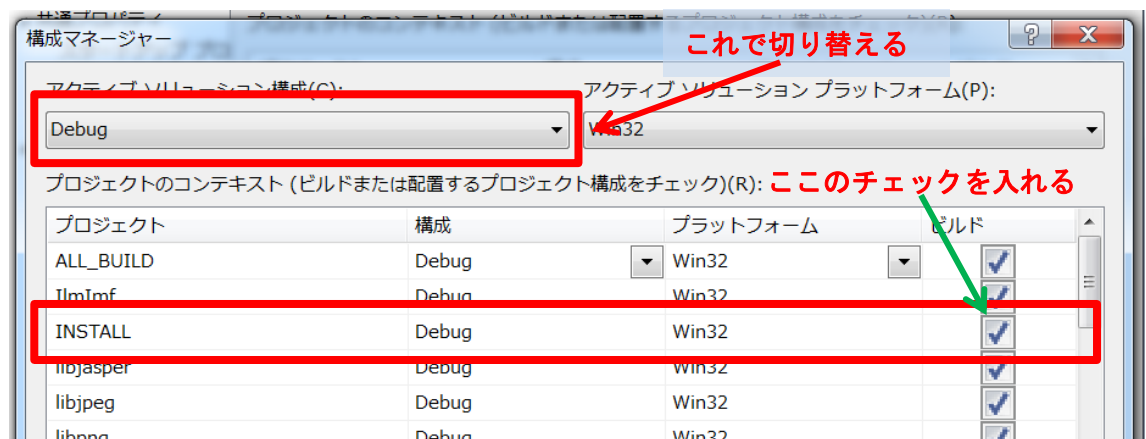 構成マネージャー
これで切り替える
アクティブ ソリューション構成(C):
アクティブ ソリューション プラットフォーム(P):
Debug
Win32
プロジェクトのコンテキスト (ビルドまたは配置するプロジェクト構成をチェック)(R):
ここのチェックを入れる
プロジェクト 構成 プラットフォーム ビルド
ALL_BUILD Debug Win32
IlmImf Debug Win32
INSTALL Debug Win32
libjasper Debug Win32
libjpeg Debug Win32
libpng Debug Win32